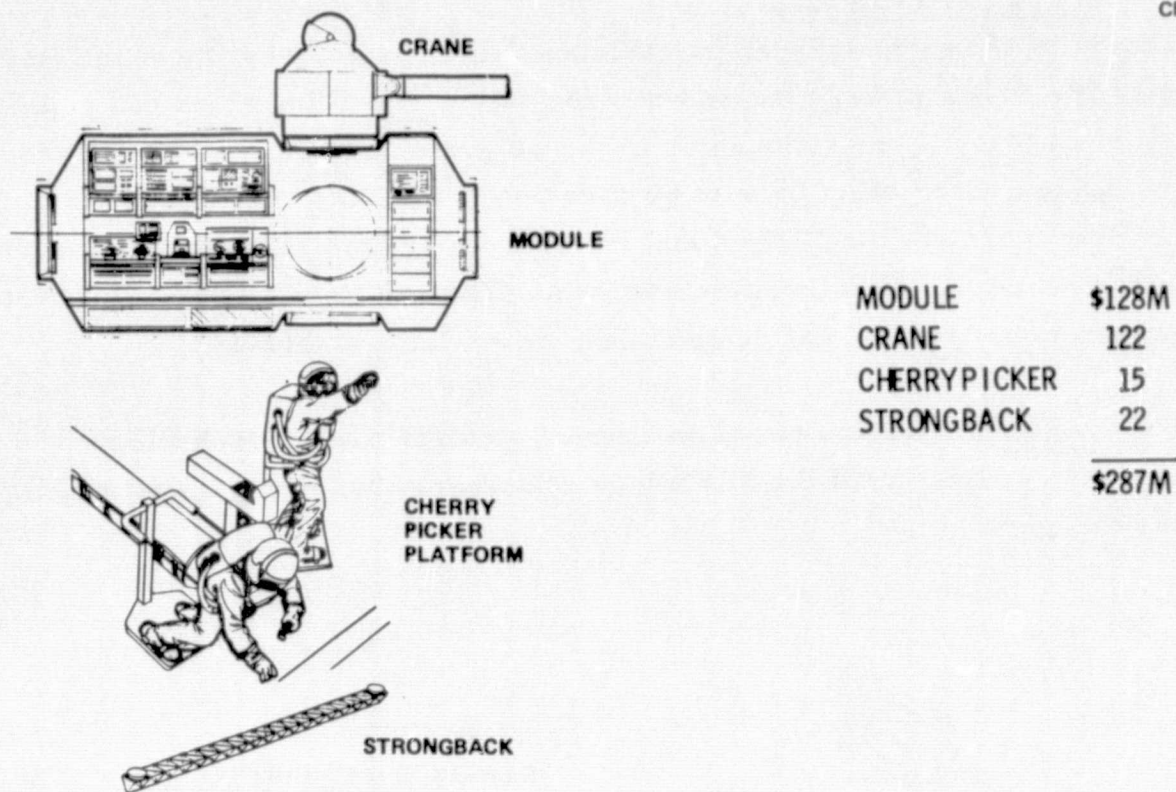 CRANE
MODULE
CHERRY
PICKER
PLATFORM
STRONGBACK
MODULE $128M
CRANE 122
CHERRYPICKER 15
STRONGBACK 22
$287M